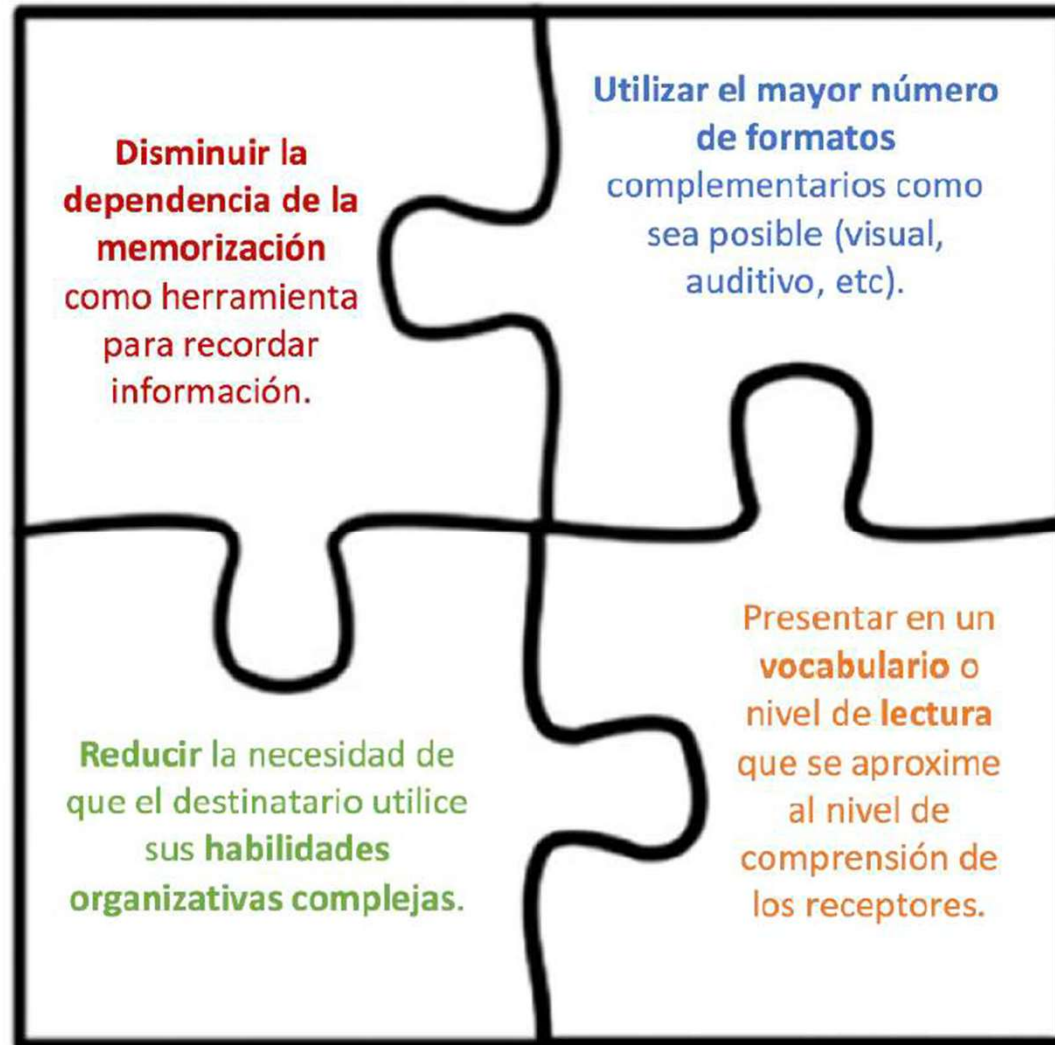 Disminuir la
dependencia de la
memorización
como herramienta
para recordar
información.
Utilizar el mayor número
de formatos
complementarios como
sea posible (visual,
auditivo, etc).
Reducir la necesidad de
que el destinatario utilice
sus habilidades
organizativas complejas.
Presentar en un
vocabulario o
nivel de lectura
que se aproxime
al nivel de
comprensión de
los receptores.